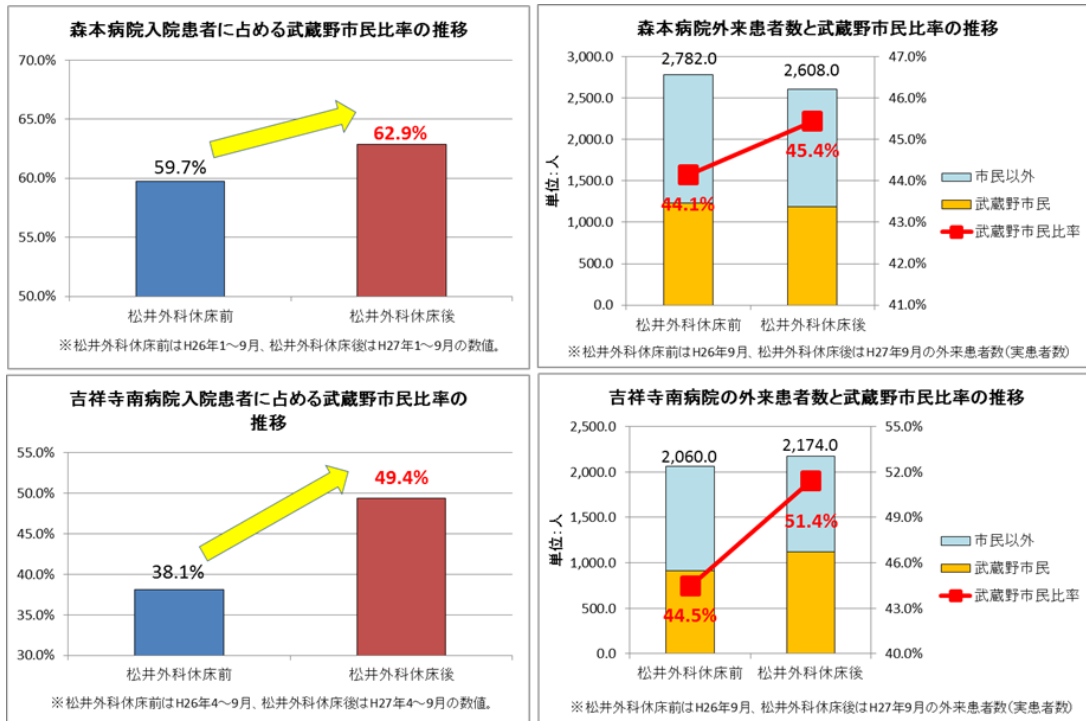 森本病院入院患者に占める武蔵野市民比率の推移
70.0%
65.0%
60.0%
55.0%
50.0%
59.7%
62.9%
松井外科休床前
松井外科休床後
※松井外科休床前はH26年1～9月、松井外科休床後はH27年1～9月の数値。
森本病院外来患者数と武蔵野市民比率の推移
単位：人
3,000.0
2,500.0
2,000.0
1,500.0
1,000.0
500.0
0.0
2,782.0
2,608.0
44.1%
45.4%
47.0%
46.0%
45.0%
44.0%
43.0%
42.0%
41.0%
市民以外
武蔵野市民
武蔵野市民比率
松井外科休床前
松井外科休床後
※松井外科休床前はH26年9月、松井外科休床後はH27年9月の外来患者数(実患者数)
吉祥寺南病院入院患者に占める武蔵野市民比率の
推移
55.0%
50.0%
45.0%
40.0%
35.0%
30.0%
38.1%
49.4%
松井外科休床前
松井外科休床後
※松井外科休床前はH26年4～9月、松井外科休床後はH27年4～9月の数値。
吉祥寺南病院の外来患者数と武蔵野市民比率の推移
単位：人
2,500.0
2,000.0
1,500.0
1,000.0
500.0
0.0
2,060.0
2,174.0
44.5%
51.4%
55.0%
52.0%
49.0%
46.0%
43.0%
40.0%
市民以外
武蔵野市民
武蔵野市民比率
松井外科休床前
松井外科休床後
※松井外科休床前はH26年9月、松井外科休床後はH27年9月の外来患者数(実患者数)